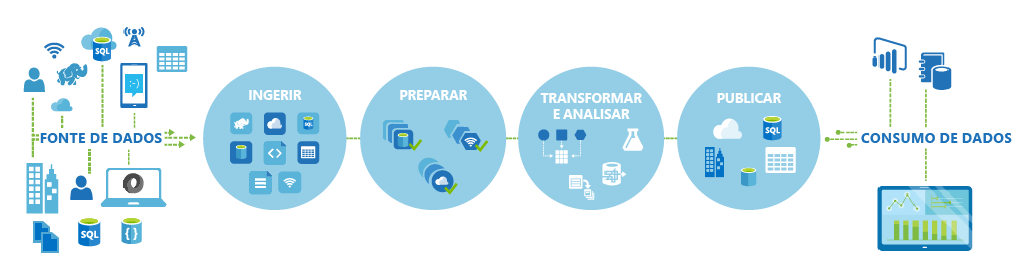 SQL
FONTE DE DADOS
SQL
{ }
INGERIR
SQL
<>
PREPARAR
TRANSFORMAR
E ANALISAR
PUBLICAR
SQL
CONSUMO DE DADOS